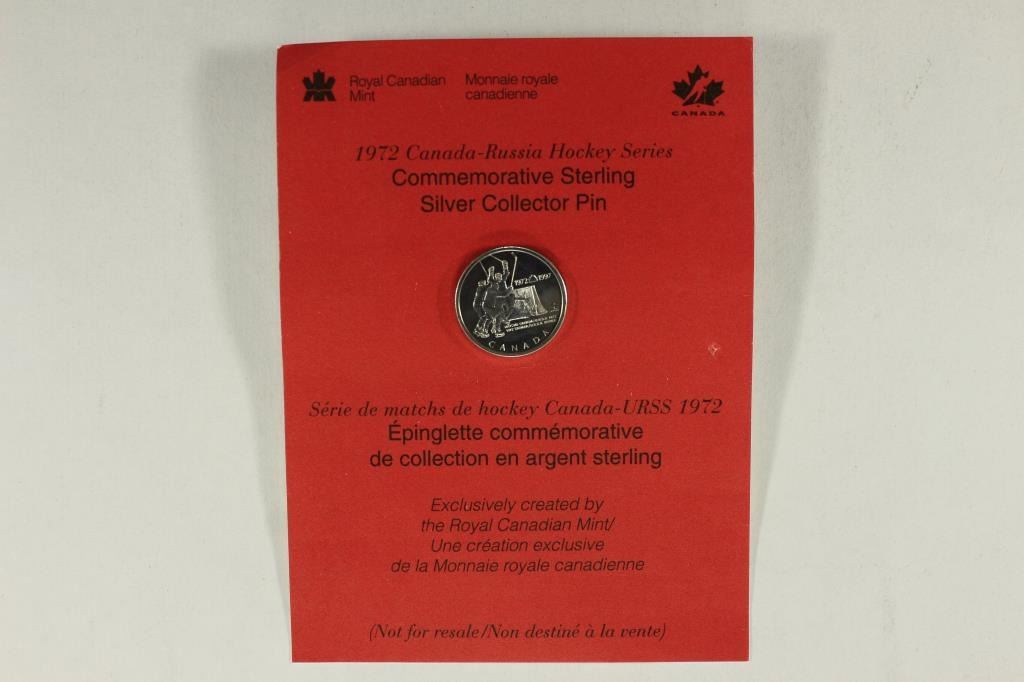 Royal Canadian
Mint
Monnaie royale
canadienne
CANADA
1972 Canada-Russia Hockey Series
Commemorative Sterling
Silver Collector Pin
1972 1997
CANADA
Série de matchs de hockey Canada-URSS 1972
Épinglette commémorative
de collection en argent sterling
Exclusively created by
the Royal Canadian Mint/
Une création exclusive
de la Monnaie royale canadienne
(Not for resale/Non destiné à la vente)